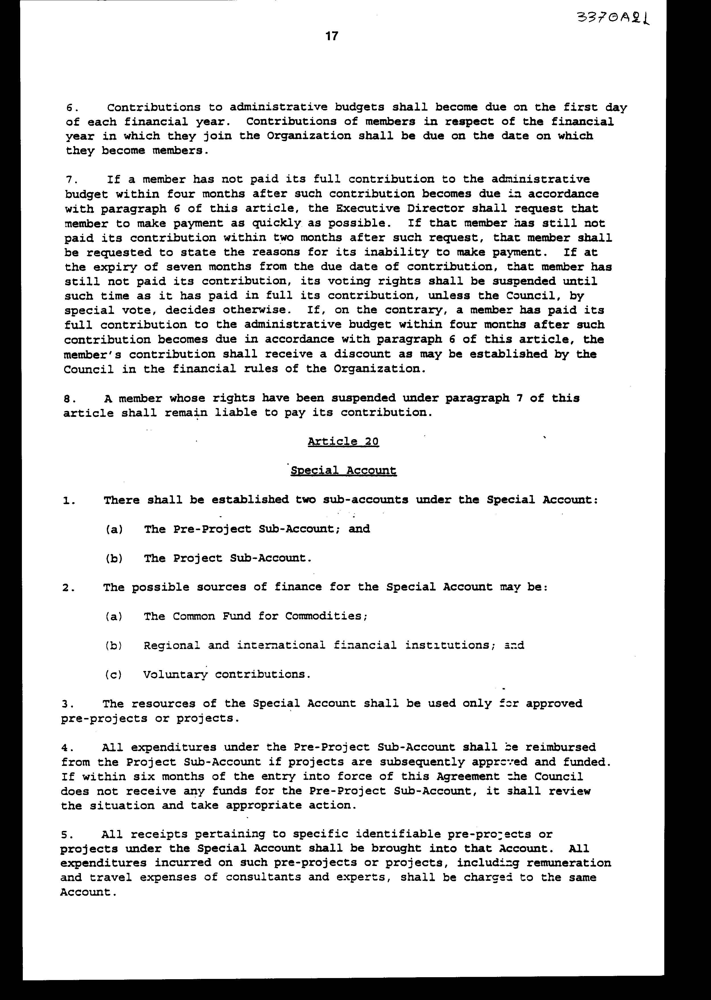 3370A21
17
6. Contributions to administrative budgets shall become due on the first day
of each financial year. Contributions of members in respect of the financial
year in which they join the Organization shall be due on the date on which
they become members.
7. If a member has not paid its full contribution to the administrative
budget within four months after such contribution becomes due in accordance
with paragraph 6 of this article, the Executive Director shall request that
member to make payment as quickly as possible. If that member has still not
paid its contribution within two months after such request, that member shall
be requested to state the reasons for its inability to make payment. If at
the expiry of seven months from the due date of contribution, that member has
still not paid its contribution, its voting rights shall be suspended until
such time as it has paid in full its contribution, unless the Council, by
special vote, decides otherwise. If, on the contrary, a member has paid its
full contribution to the administrative budget within four months after such
contribution becomes due in accordance with paragraph 6 of this article, the
member's contribution shall receive a discount as may be established by the
Council in the financial rules of the Organization.
8. A member whose rights have been suspended under paragraph 7 of this
article shall remain liable to pay its contribution.
Article 20
Special Account
1. There shall be established two sub-accounts under the Special Account:
(a) The Pre-Project Sub-Account; and
(b) The Project Sub-Account.
2. The possible sources of finance for the Special Account may be:
(a) The Common Fund for Commodities;
(b) Regional and international financial institutions; and
(c) Voluntary contributions.
3. The resources of the Special Account shall be used only for approved
pre-projects or projects.
4. All expenditures under the Pre-Project Sub-Account shall be reimbursed
from the Project Sub-Account if projects are subsequently approved and funded.
If within six months of the entry into force of this Agreement the Council
does not receive any funds for the Pre-Project Sub-Account, it shall review
the situation and take appropriate action.
5. All receipts pertaining to specific identifiable pre-projects or
projects under the Special Account shall be brought into that Account. All
expenditures incurred on such pre-projects or projects, including remuneration
and travel expenses of consultants and experts, shall be charged to the same
Account.